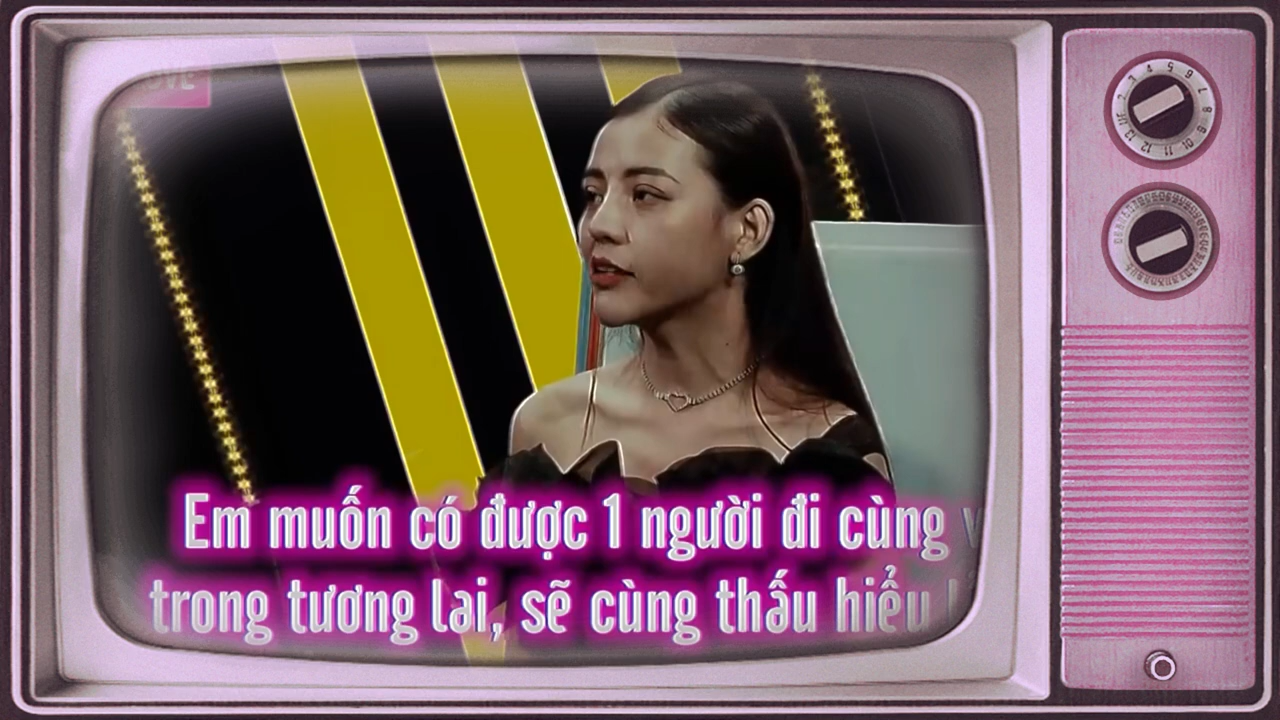 Em muốn có được 1 người đi cùng
trong tương lai, sẽ cùng thấu hiểu